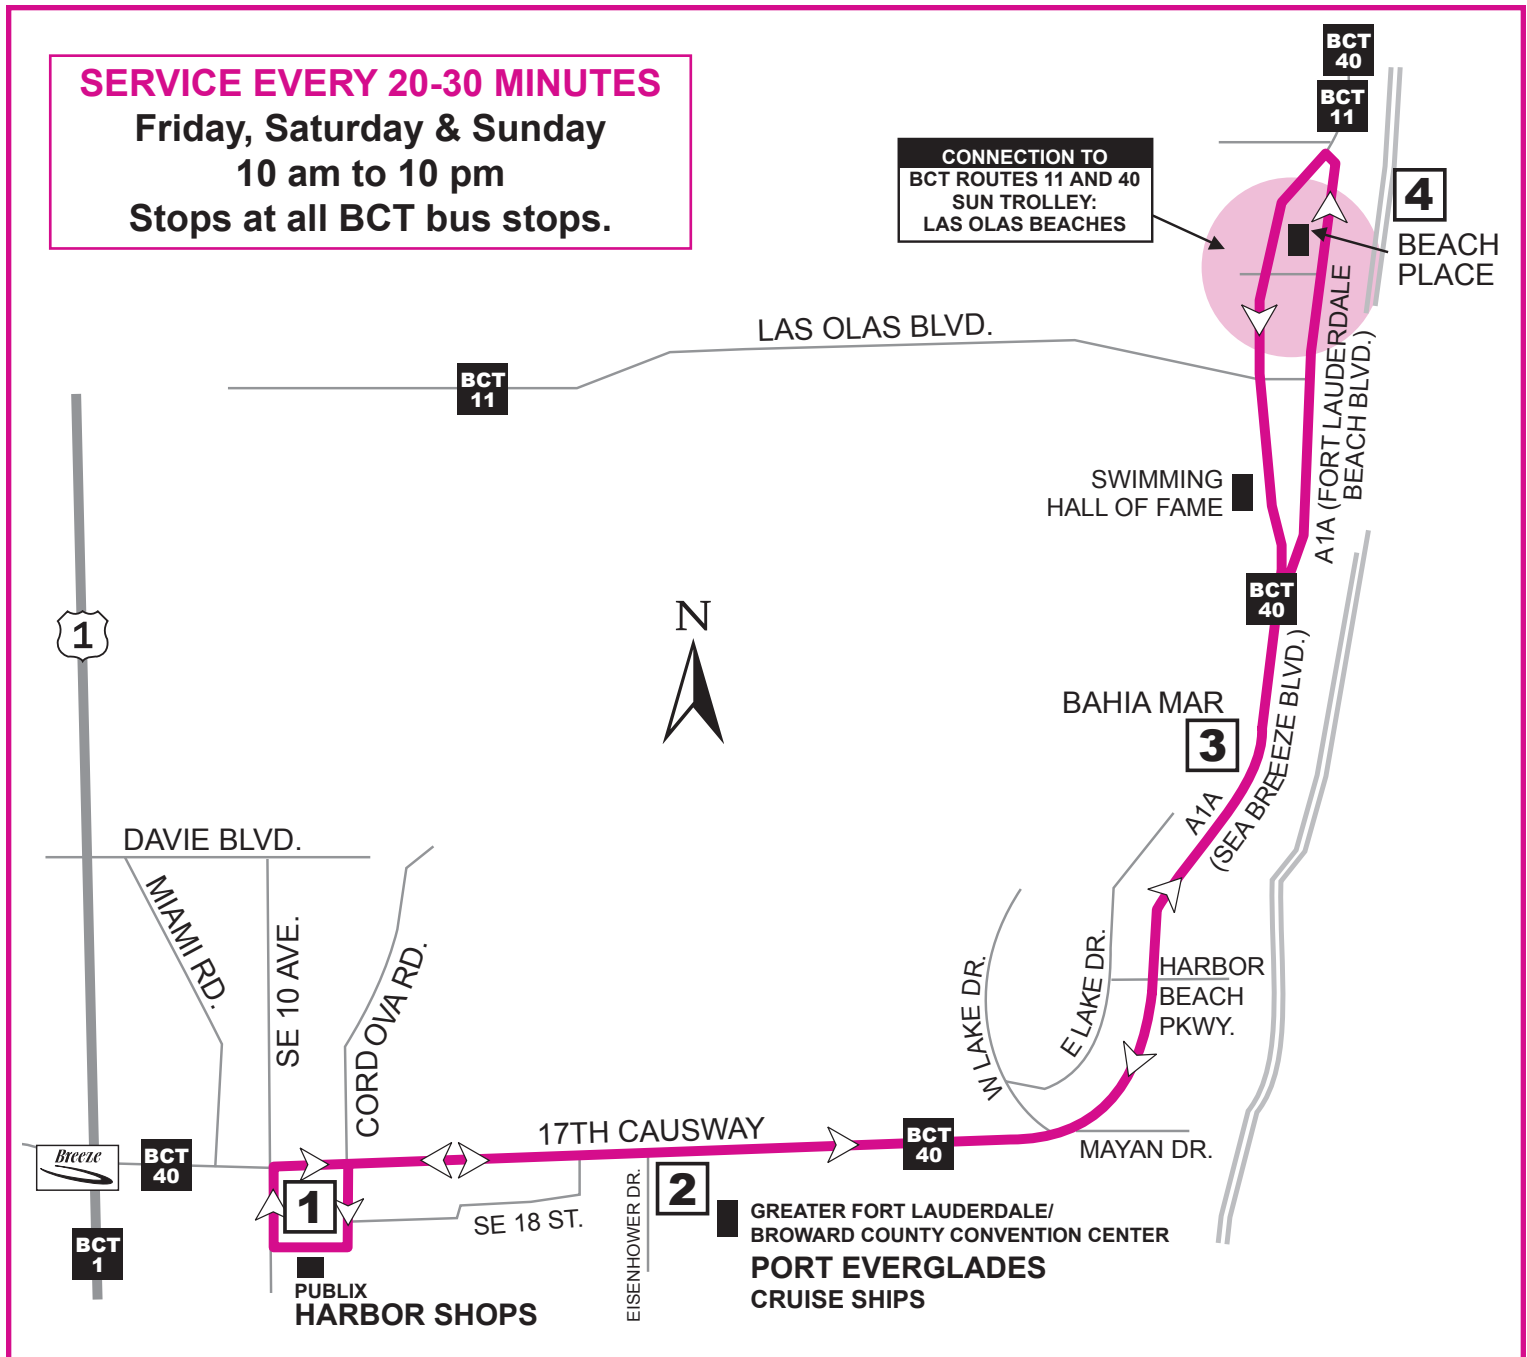 SERVICE EVERY 20-30 MINUTES
Friday, Saturday & Sunday
10 am to 10 pm
Stops at all BCT bus stops.
BCT
40
BCT
11
CONNECTION TO
BCT ROUTES 11 AND 40
SUN TROLLEY:
LAS OLAS BEACHES
4
BEACH
PLACE
A1A (FORT LAUDERDALE
BEACH BLVD.)
LAS OLAS BLVD.
BCT
11
SWIMMING
HALL OF FAME
BCT
40
1
N
BAHIA MAR
3
A1A
(SEA BREEZE BLVD.)
DAVIE BLVD.
MIAMI RD.
SE 10 AVE.
CORDOVA RD.
W LAKE DR.
E LAKE DR.
HARBOR
BEACH
PKWY.
MAYAN DR.
17TH CAUSWAY
BCT
40
Breeze
BCT
40
BCT
1
1
SE 18 ST.
EISENHOWER DR.
2
GREATER FORT LAUDERDALE/
BROWARD COUNTY CONVENTION CENTER
PORT EVERGLADES
CRUISE SHIPS
PUBLIX
HARBOR SHOPS